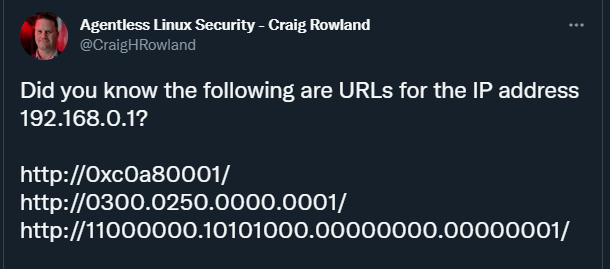 Agentless Linux Security - Craig Rowland
@CraigHRowland
Did you know the following are URLs for the IP address
192.168.0.1?
http://0xc0a80001/
http://0300.0250.0000.0001/
http://11000000.10101000.00000000.00000001/